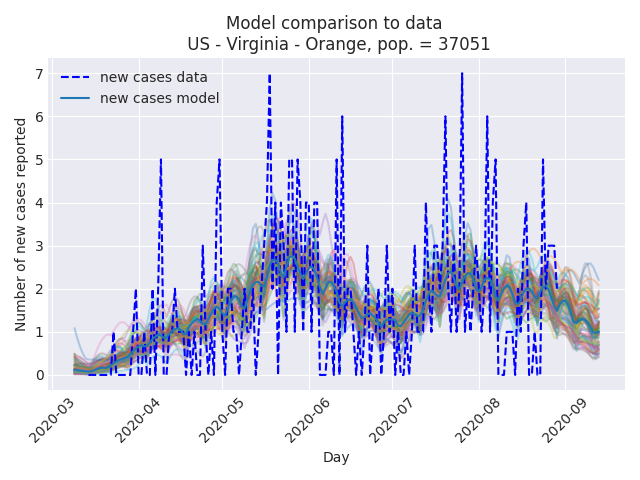 Model comparison to data
US - Virginia - Orange, pop. = 37051
new cases data
new cases model
Number of new cases reported
7
6
5
4
3
2
1
0
2020-03
2020-04
2020-05
2020-06
2020-07
2020-08
2020-09
Day